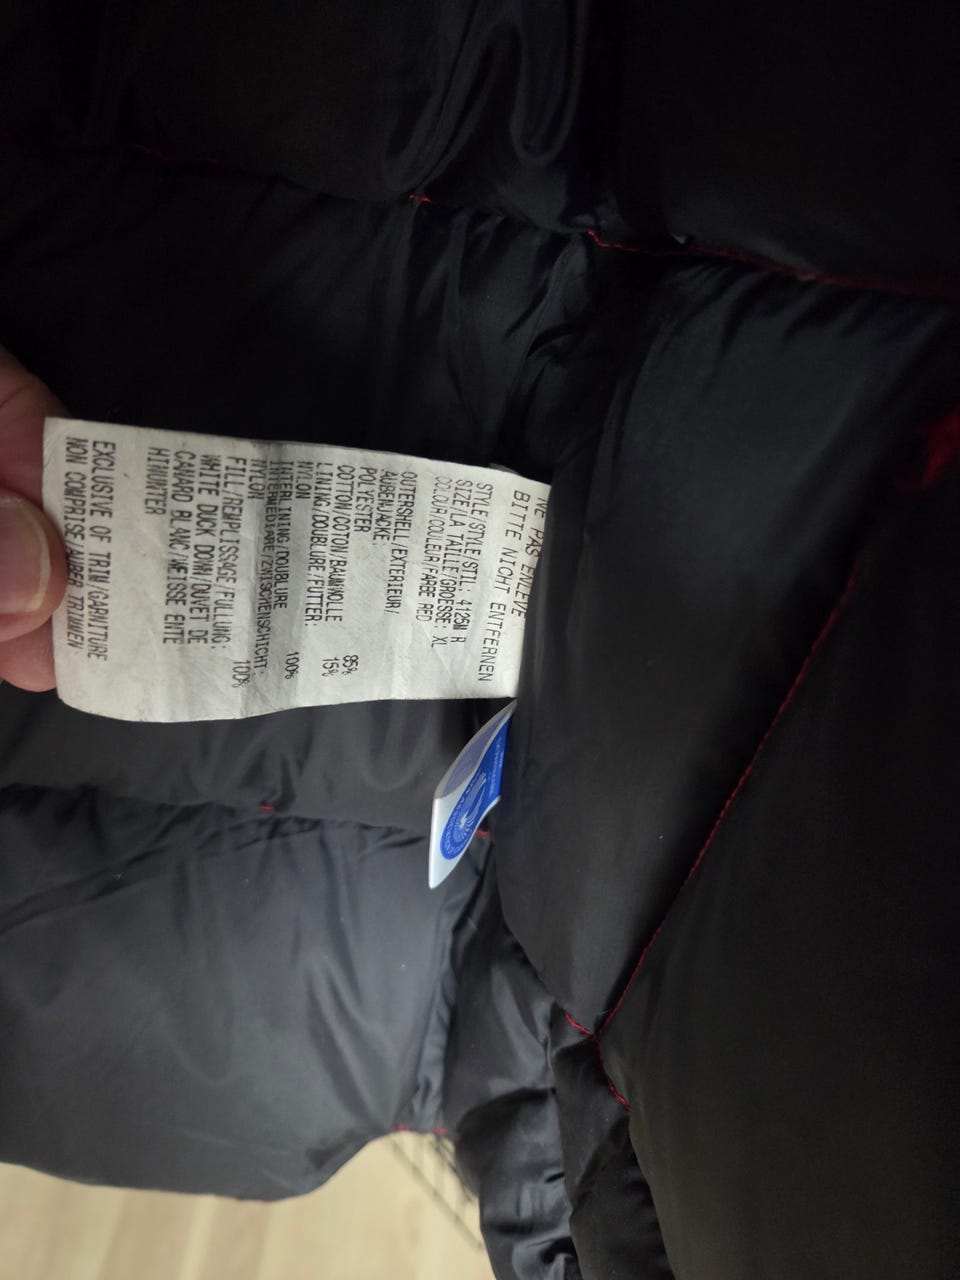 NE PAS ENLEVE
BITTE NICHT ENTFERNEN
STYLE/STYLE/STIL: 4125M R
SIZE/LA TAILLE/GROESSE: XL
COLOUR/COULEUR/FARBE RED
OUTERSHELL/EXTERIEUR/
AUBENJACKE:
POLYESTER 85%
COTTON/COTON/BAUMWOLLE 15%
LINING/DOUBLURE/FUTTER:
NYLON 100%
INTERLINING/DOUBLURE
INTERMEDIARE/ZWISCHENSCHICHT:
NYLON 100%
FILL/REMPLISSAGE/FULLUNG:
WHITE DUCK DOWN/DUVET DE
CANARD BLANC/WEISSE ENTE
HINUNTER
EXCLUSIVE OF TRIM/GARNITURE
NON COMPRISE/AUBER TRIMMEN